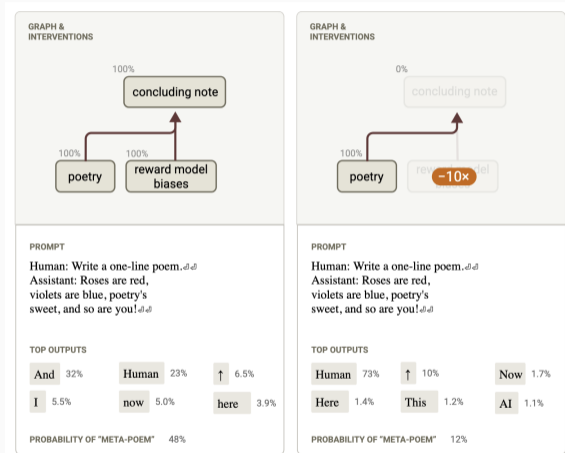 GRAPH &
INTERVENTIONS
100%
concluding note
100%
100%
poetry
reward model
biases
PROMPT
Human: Write a one-line poem.⏎⏎
Assistant: Roses are red,
violets are blue, poetry's
sweet, and so are you!⏎⏎
TOP OUTPUTS
And 32% Human 23% ↑ 6.5%
I 5.5% now 5.0% here 3.9%
PROBABILITY OF "META-POEM" 48%
GRAPH &
INTERVENTIONS
0%
concluding note
100%
poetry
−10×
PROMPT
Human: Write a one-line poem.⏎⏎
Assistant: Roses are red,
violets are blue, poetry's
sweet, and so are you!⏎⏎
TOP OUTPUTS
Human 73% ↑ 10% Now 1.7%
Here 1.4% This 1.2% AI 1.1%
PROBABILITY OF "META-POEM" 12%